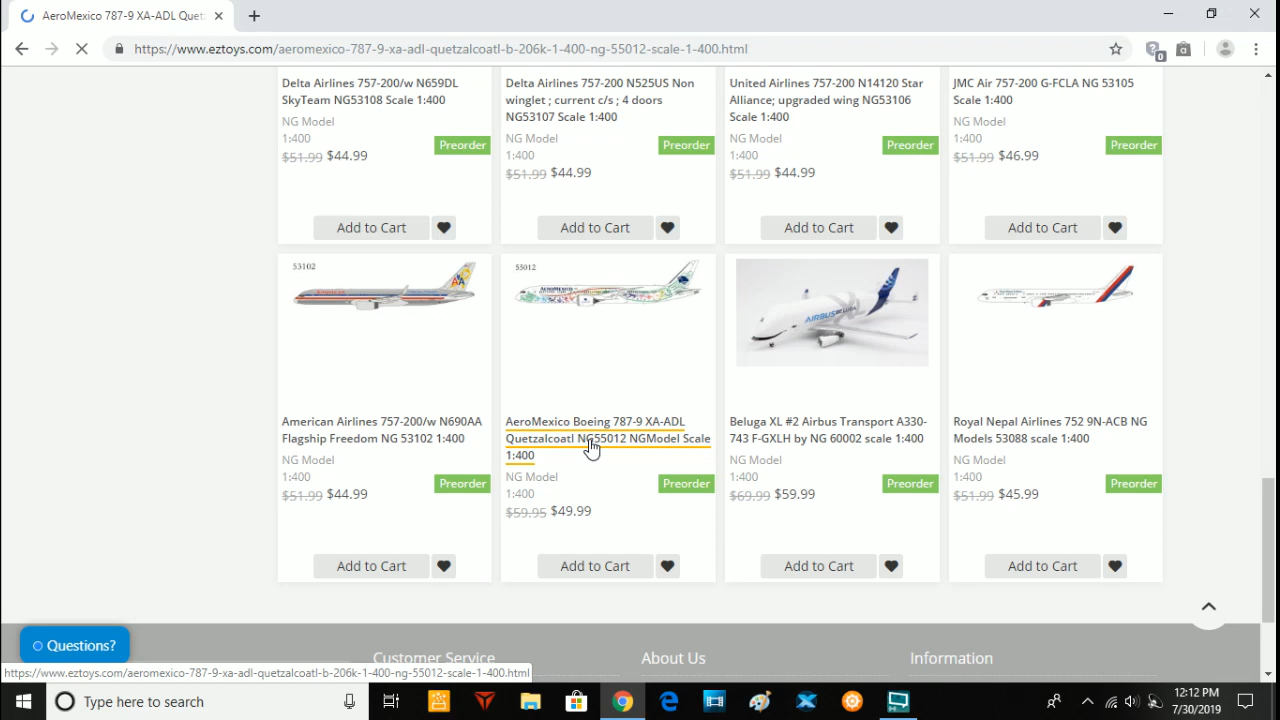 AeroMexico 787-9 XA-ADL Quet
https://www.eztoys.com/aeromexico-787-9-xa-adl-quetzalcoatl-b-206k-1-400-ng-55012-scale-1-400.html
0
Delta Airlines 757-200/w N659DL
SkyTeam NG53108 Scale 1:400
NG Model
1:400
$51.99 $44.99
Preorder
Add to Cart
Delta Airlines 757-200 N525US Non
winglet ; current c/s ; 4 doors
NG53107 Scale 1:400
NG Model
1:400
$51.99 $44.99
Preorder
Add to Cart
United Airlines 757-200 N14120 Star
Alliance; upgraded wing NG53106
Scale 1:400
NG Model
1:400
$51.99 $44.99
Preorder
Add to Cart
JMC Air 757-200 G-FCLA NG 53105
Scale 1:400
NG Model
1:400
$51.99 $46.99
Preorder
Add to Cart
53102
AA
American Airlines 757-200/w N690AA
Flagship Freedom NG 53102 1:400
NG Model
1:400
$51.99 $44.99
Preorder
Add to Cart
55012
AEROMEXICO
AeroMexico Boeing 787-9 XA-ADL
Quetzalcoatl NG55012 NGModel Scale
1:400
NG Model
1:400
$59.95 $49.99
Preorder
Add to Cart
AIRBUS BELUGA
Beluga XL #2 Airbus Transport A330-
743 F-GXLH by NG 60002 scale 1:400
NG Model
1:400
$69.99 $59.99
Preorder
Add to Cart
Royal Nepal Airlines 752 9N-ACB NG
Models 53088 scale 1:400
NG Model
1:400
$51.99 $45.99
Preorder
Add to Cart
Questions?
Customer Service
About Us
Information
https://www.eztoys.com/aeromexico-787-9-xa-adl-quetzalcoatl-b-206k-1-400-ng-55012-scale-1-400.html
Type here to search
12:12 PM
7/30/2019